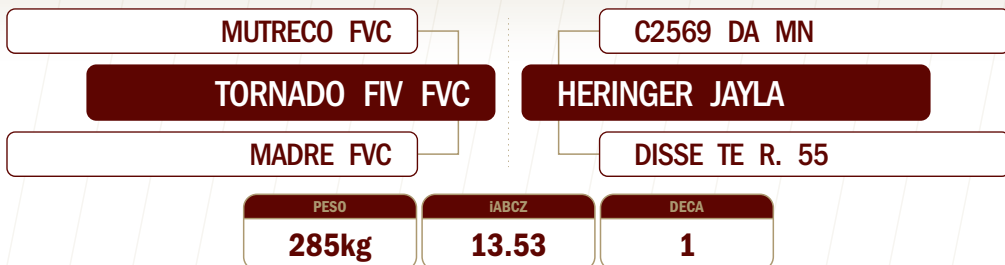 MUTRECO FVC
C2569 DA MN
TORNADO FIV FVC
HERINGER JAYLA
MADRE FVC
DISSE TE R. 55
PESO
iABCZ
DECA
285kg
13.53
1